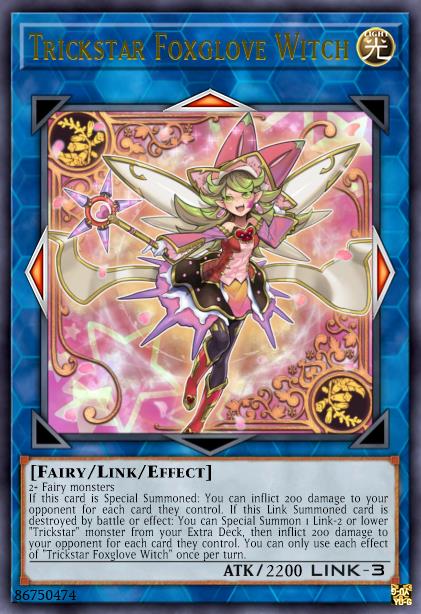 Trickstar Foxglove Witch
LIGHT
光
[Fairy/Link/Effect]
2+ Fairy monsters
If this card is Special Summoned: You can inflict 200 damage to your
opponent for each card they control. If this Link Summoned card is
destroyed by battle or effect: You can Special Summon 1 Link-2 or lower
"Trickstar" monster from your Extra Deck, then inflict 200 damage to
your opponent for each card they control. You can only use each effect
of "Trickstar Foxglove Witch" once per turn.
ATK/2200 LINK-3
86750474